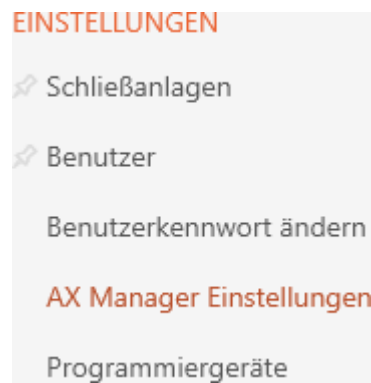 EINSTELLUNGEN
Schließanlagen
Benutzer
Benutzerkennwort ändern
AX Manager Einstellungen
Programmiergeräte